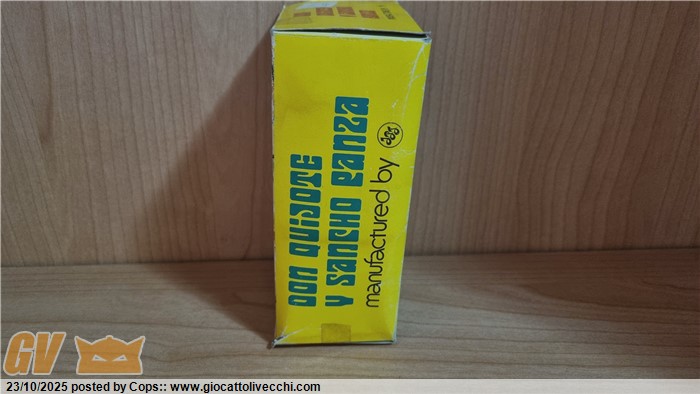 DON QUIJOTE
Y SANCHO PANZA
manufactured by
GV
23/10/2025 posted by Cops:: www.giocattolivecchi.com